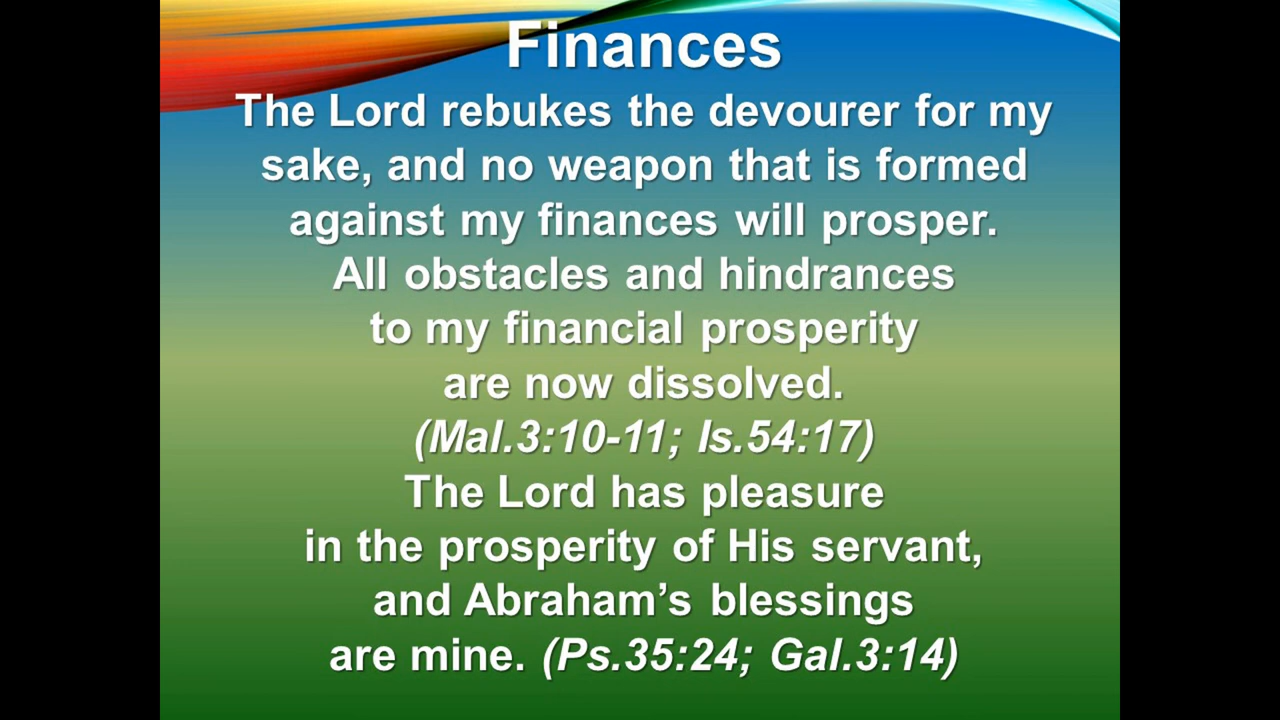 Finances
The Lord rebukes the devourer for my
sake, and no weapon that is formed
against my finances will prosper.
All obstacles and hindrances
to my financial prosperity
are now dissolved.
(Mal.3:10-11; Is.54:17)
The Lord has pleasure
in the prosperity of His servant,
and Abraham’s blessings
are mine. (Ps.35:24; Gal.3:14)